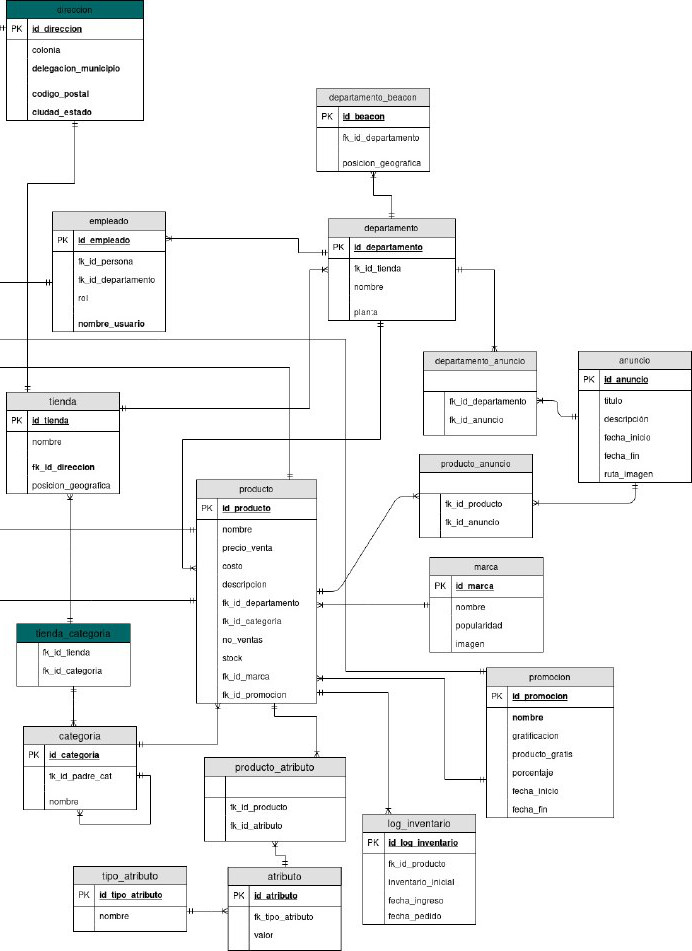 direccion
PK id_direccion
colonia
delegacion_municipio
codigo_postal
ciudad_estado
departamento_beacon
PK id_beacon
fk_id_departamento
posicion_geografica
empleado
PK id_empleado
fk_id_persona
fk_id_departamento
rol
nombre_usuario
departamento
PK id_departamento
fk_id_tienda
nombre
planta
departamento_anuncio
fk_id_departamento
fk_id_anuncio
anuncio
PK id_anuncio
titulo
descripción
fecha_inicio
fecha_fin
ruta_imagen
tienda
PK id_tienda
nombre
fk_id_direccion
posicion_geografica
producto_anuncio
fk_id_producto
fk_id_anuncio
producto
PK id_producto
nombre
precio_venta
costo
descripcion
fk_id_departamento
fk_id_categoria
no_ventas
stock
fk_id_marca
fk_id_promocion
marca
PK id_marca
nombre
popularidad
imagen
tienda_categoria
fk_id_tienda
fk_id_categoria
promocion
PK id_promocion
nombre
gratificacion
producto_gratis
porcentaje
fecha_inicio
fecha_fin
categoria
PK id_categoria
fk_id_padre_cat
nombre
producto_atributo
fk_id_producto
fk_id_atributo
log_inventario
PK id_log_inventario
fk_id_producto
inventario_inicial
fecha_ingreso
fecha_pedido
tipo_atributo
PK id_tipo_atributo
nombre
atributo
PK id_atributo
fk_tipo_atributo
valor